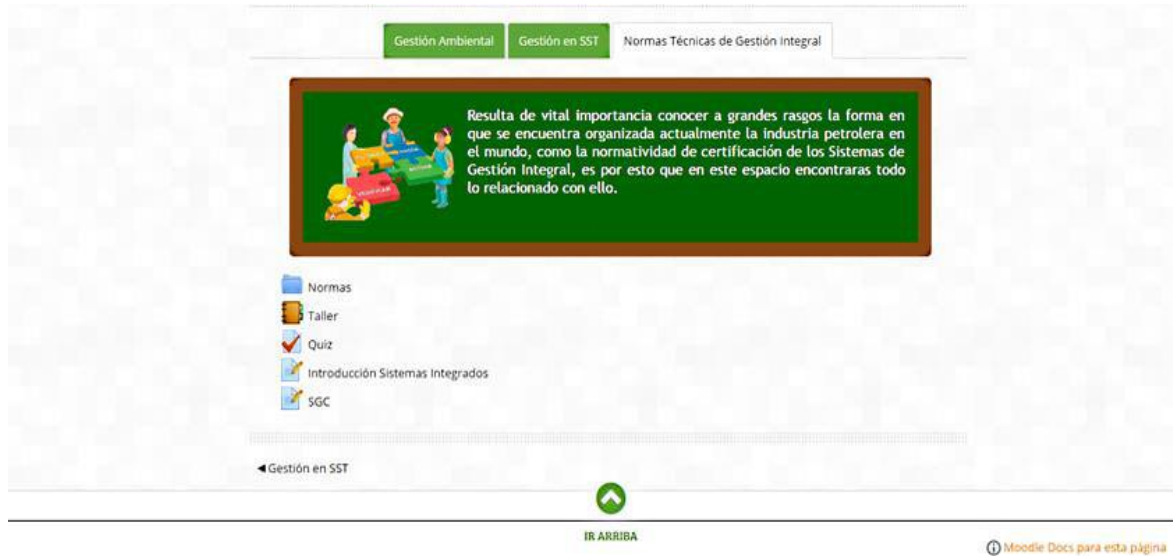 Gestión Ambiental
Gestión en SST
Normas Técnicas de Gestión Integral
Resulta de vital importancia conocer a grandes rasgos la forma en
que se encuentra organizada actualmente la industria petrolera en
el mundo, como la normatividad de certificación de los Sistemas de
Gestión Integral, es por esto que en este espacio encontraras todo
lo relacionado con ello.
Normas
Taller
Quiz
Introducción Sistemas Integrados
SGC
Gestión en SST
IR ARRIBA
Moodle Docs para esta página